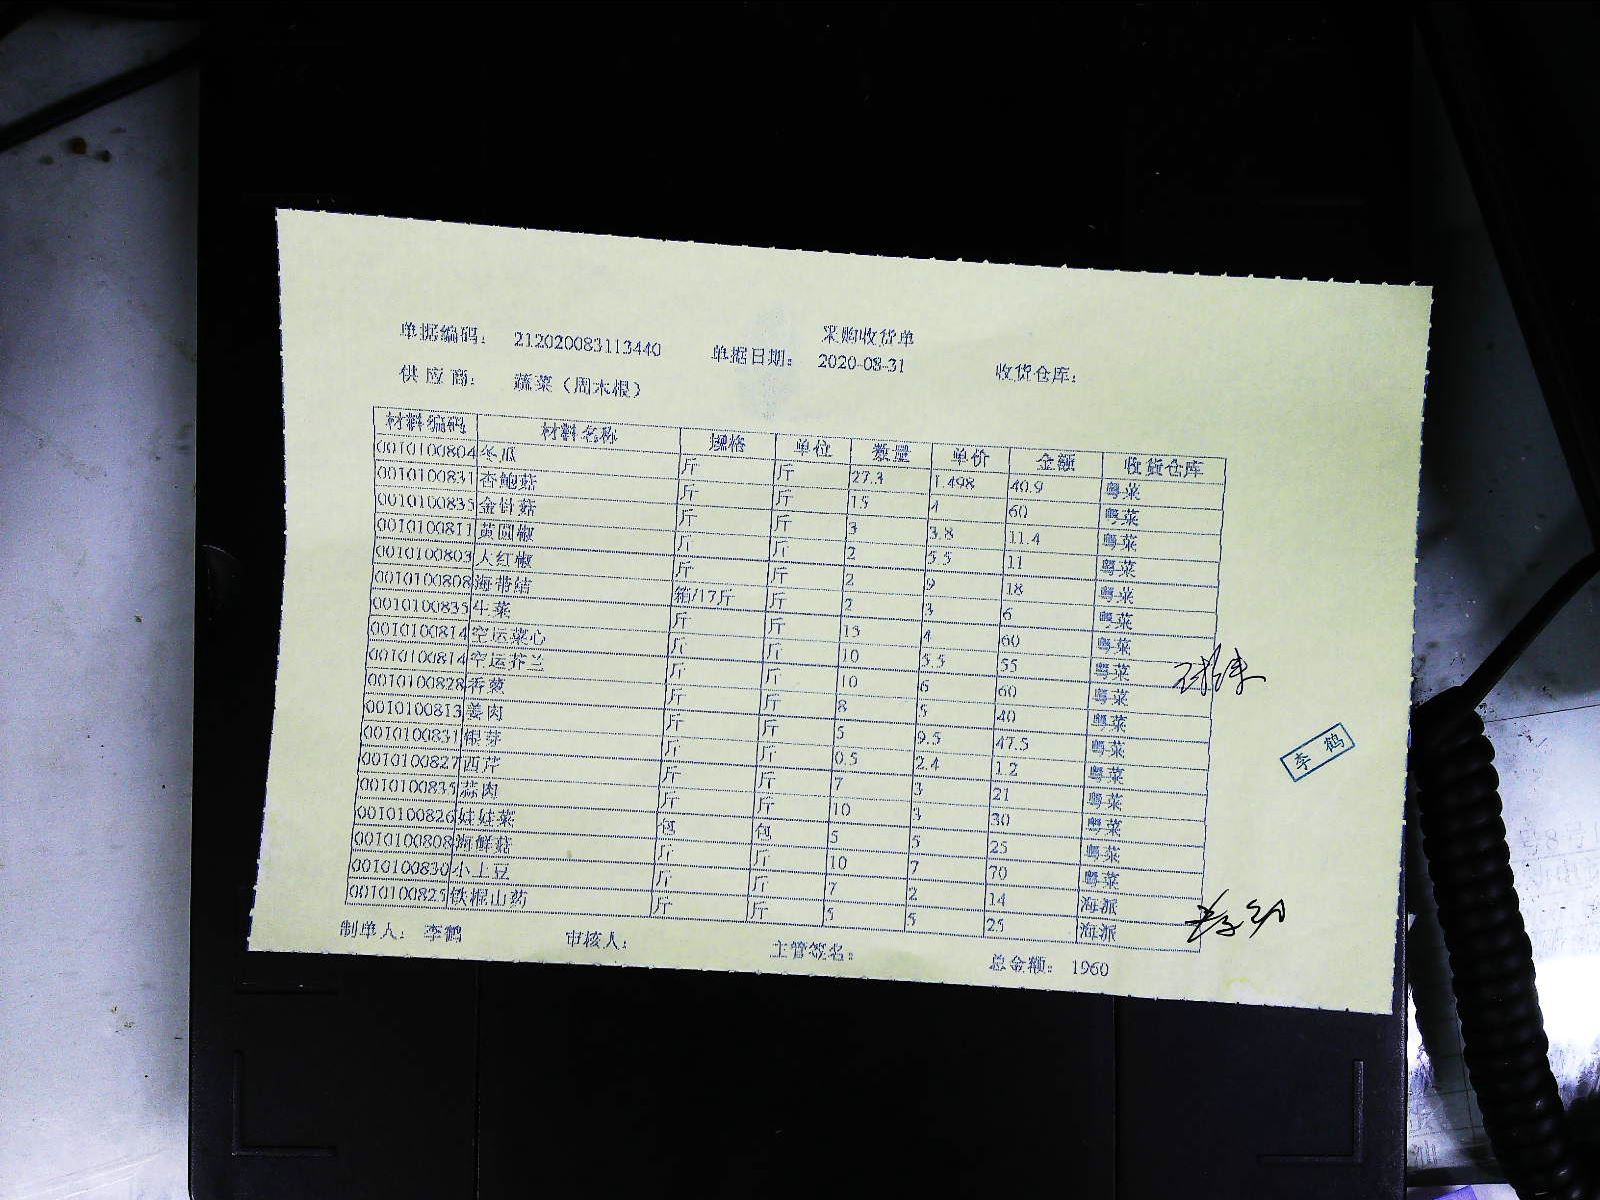 采购收货单
单据编码： 212020083113440 单据日期： 2020-08-31 收货仓库：
供应商： 蔬菜（周木根）
材料编码 材料名称 规格 单位 数量 单价 金额 收货仓库
0010100804 冬瓜 斤 斤 27.3 1.498 40.9 粤菜
0010100831 杏鲍菇 斤 斤 15 4 60 粤菜
0010100835 金针菇 斤 斤 3 3.8 11.4 粤菜
0010100811 黄圆椒 斤 斤 2 5.5 11 粤菜
0010100803 大红椒 斤 斤 2 9 18 粤菜
0010100808 海带结 箱/17斤 斤 2 3 6 粤菜
0010100835 生菜 斤 斤 15 4 60 粤菜
0010100814 空运菜心 斤 斤 10 5.5 55 粤菜
0010100814 空运芥兰 斤 斤 10 6 60 粤菜
0010100828 香葱 斤 斤 8 5 40 粤菜
0010100813 姜肉 斤 斤 5 9.5 47.5 粤菜
0010100831 银芽 斤 斤 0.5 2.4 1.2 粤菜
0010100827 西芹 斤 斤 7 3 21 粤菜
0010100835 蒜肉 斤 斤 10 3 30 粤菜
0010100826 娃娃菜 包 包 5 5 25 粤菜
0010100808 海鲜菇 斤 斤 10 7 70 粤菜
0010100830 小土豆 斤 斤 7 2 14 海派
0010100825 铁棍山药 斤 斤 5 5 25 海派
李鹤
制单人： 李鹤 审核人： 主管签名： 总金额： 1960